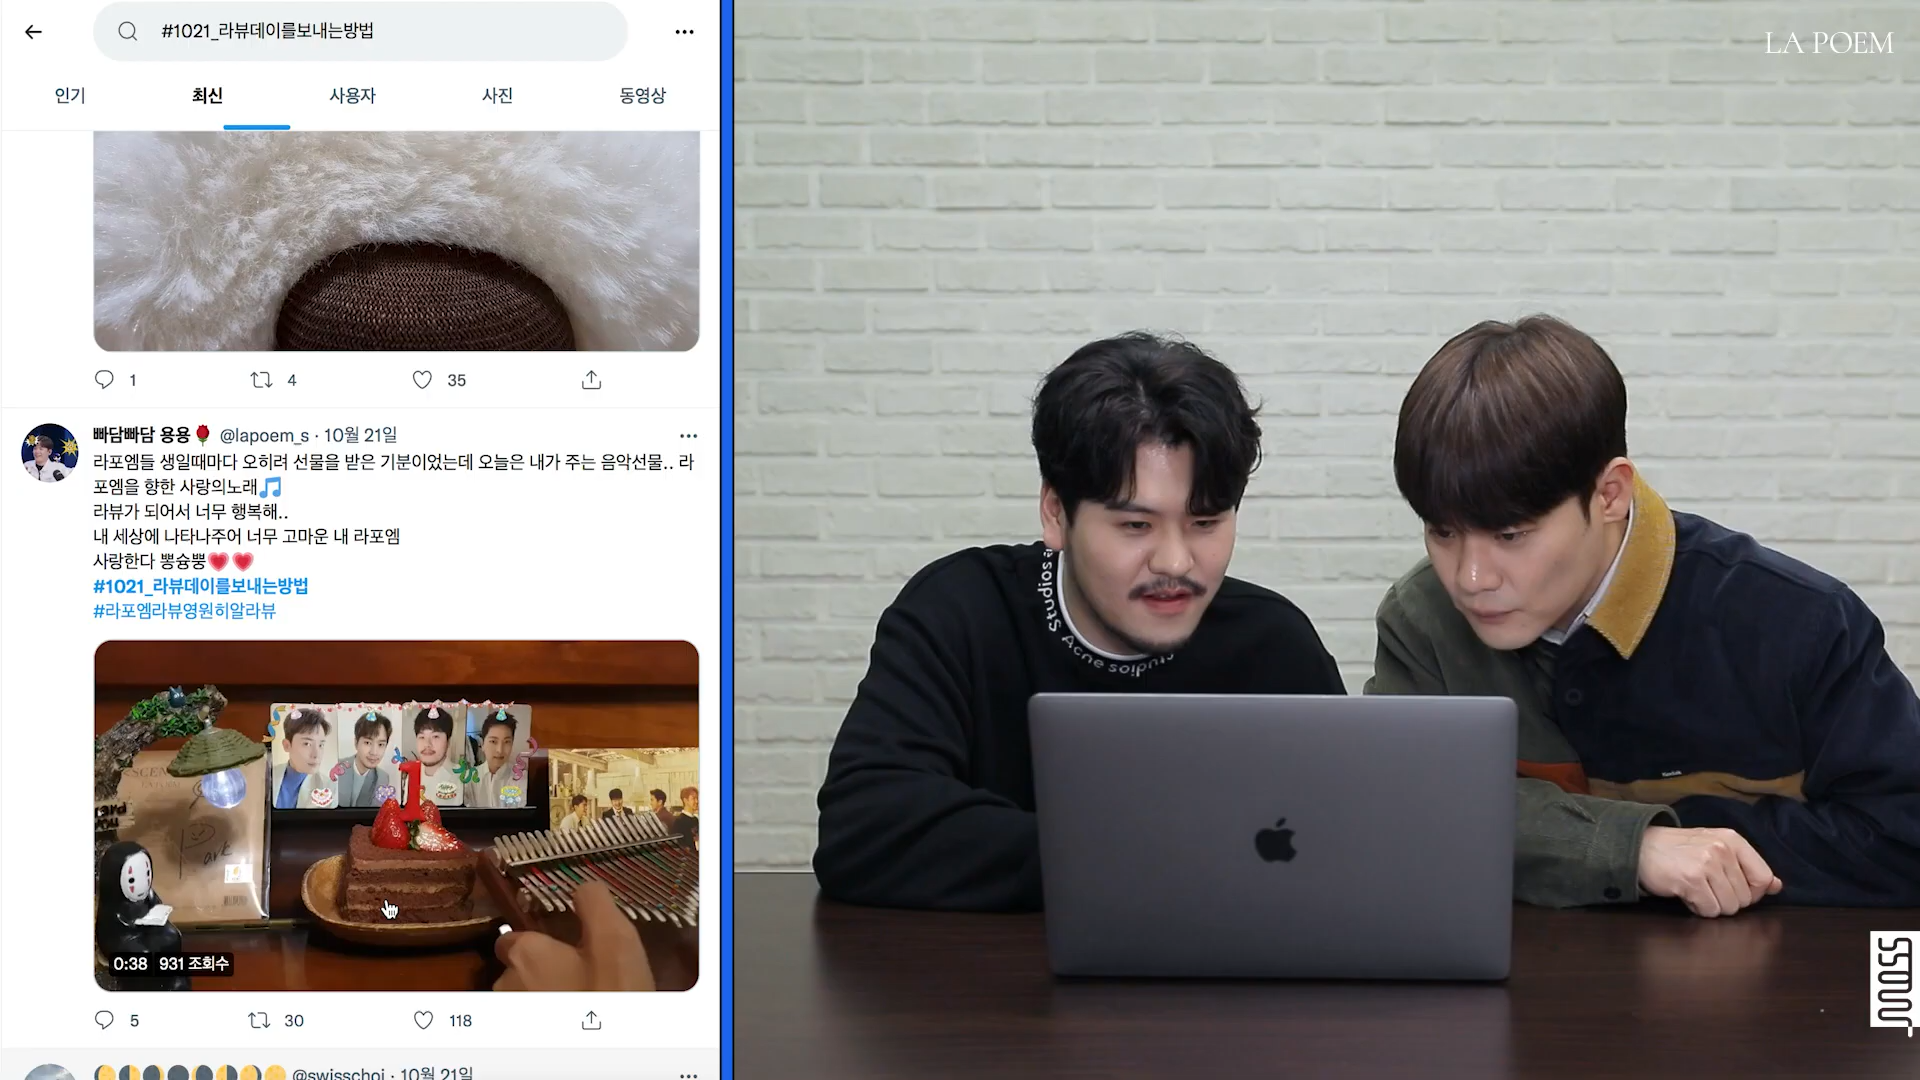 #1021_라뷰데이를보내는방법
인기 최신 사용자 사진 동영상
1 4 35
빠담빠담 용용🌹 @lapoem_s · 10월 21일
라포엠들 생일때마다 오히려 선물을 받은 기분이었는데 오늘은 내가 주는 음악선물.. 라
포엠을 향한 사랑의노래🎵
라뷰가 되어서 너무 행복해..
내 세상에 나타나주어 너무 고마운 내 라포엠
사랑한다 뿅슝뿡💗💗
#1021_라뷰데이를보내는방법
#라포엠라뷰영원히알라뷰
1
0:38 931 조회수
5 30 118
@swisschoi · 10월 21일
LA POEM
Studios Acne Studios